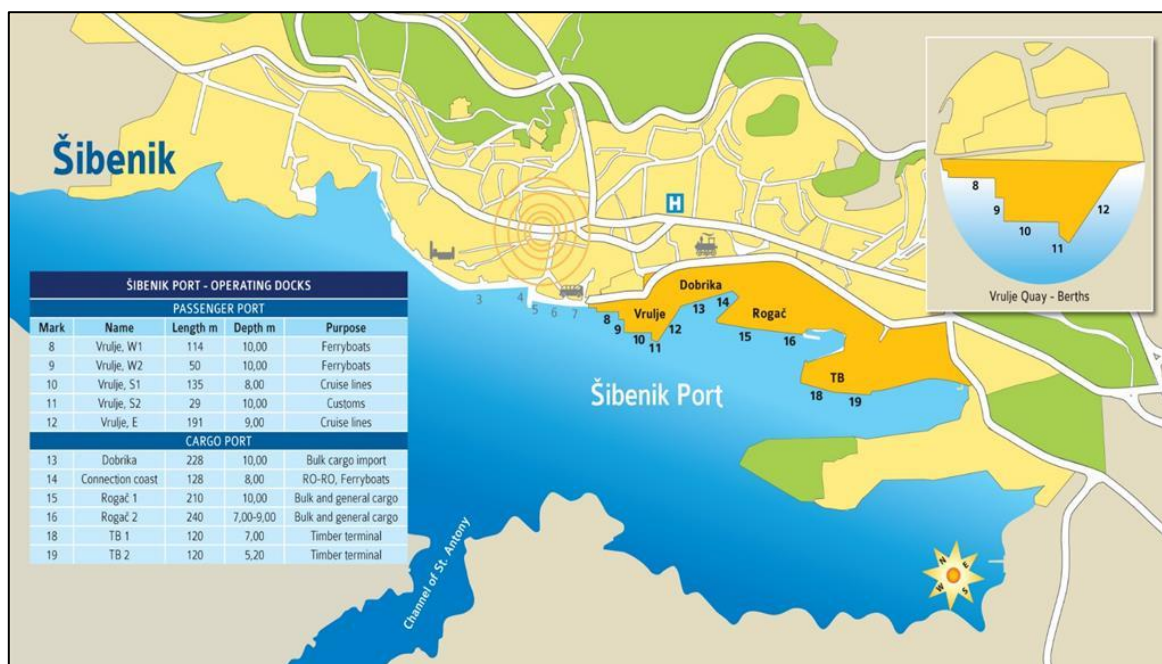 Šibenik
ŠIBENIK PORT - OPERATING DOCKS
PASSENGER PORT
Mark Name Length m Depth m Purpose
8 Vrulje, W1 114 10,00 Ferryboats
9 Vrulje, W2 50 10,00 Ferryboats
10 Vrulje, S1 135 8,00 Cruise lines
11 Vrulje, S2 29 10,00 Customs
12 Vrulje, E 191 9,00 Cruise lines
CARGO PORT
13 Dobrika 228 10,00 Bulk cargo import
14 Connection coast 128 8,00 RO-RO, Ferryboats
15 Rogač 1 210 10,00 Bulk and general cargo
16 Rogač 2 240 7,00-9,00 Bulk and general cargo
18 TB 1 120 7,00 Timber terminal
19 TB 2 120 5,20 Timber terminal
H
3
4
5
6
7
8
9
10
11
12
13
14
15
16
18
19
Vrulje
Dobrika
Rogač
TB
Šibenik Port
Channel of St. Antony
8
9
10
11
12
Vrulje Quay - Berths
N
E
S
W